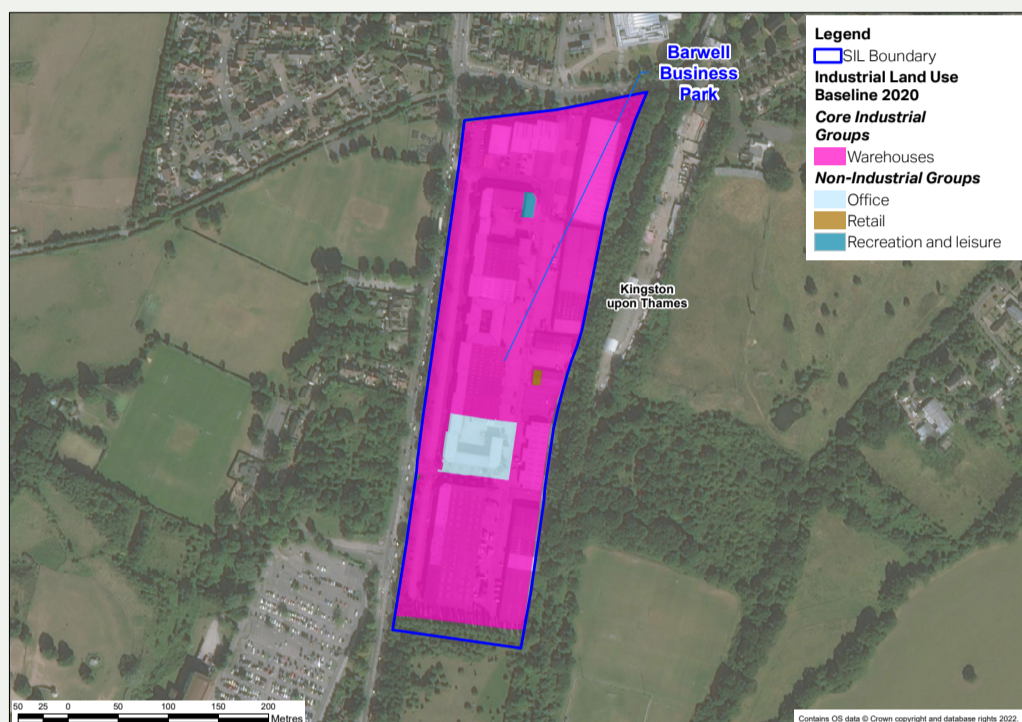 Barwell
Business
Park
Kingston
upon Thames
Legend
SIL Boundary
Industrial Land Use
Baseline 2020
Core Industrial
Groups
Warehouses
Non-Industrial Groups
Office
Retail
Recreation and leisure
50 25 0 50 100 150 200
Metres
Contains OS data © Crown copyright and database rights 2022.